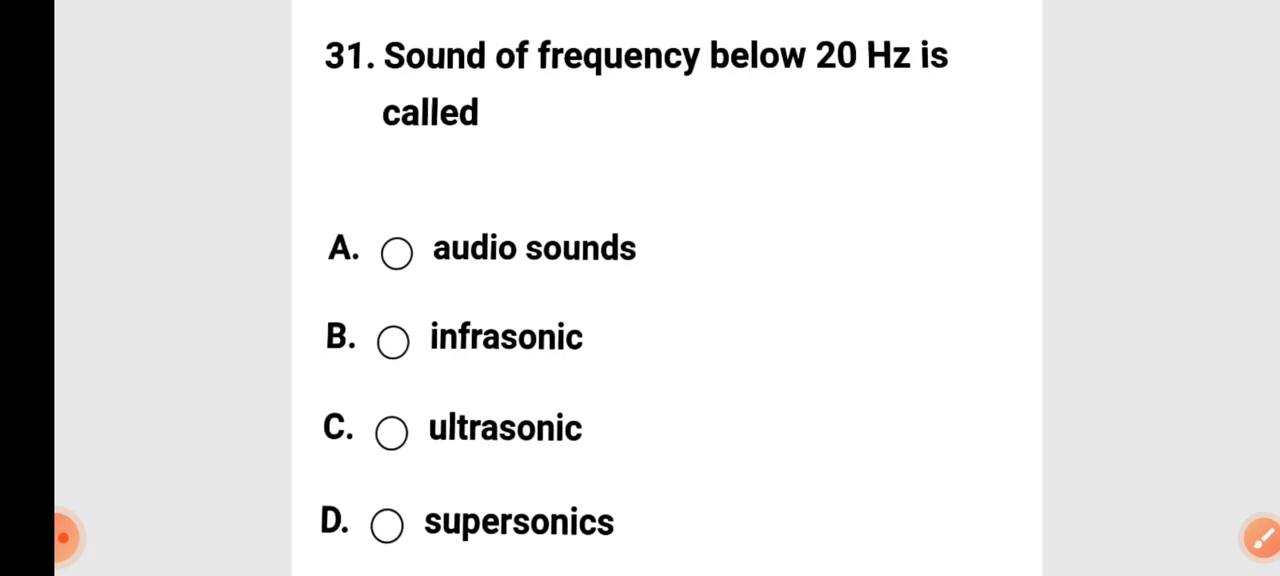 31. Sound of frequency below 20 Hz is
called
A. audio sounds
B. infrasonic
C. ultrasonic
D. supersonics